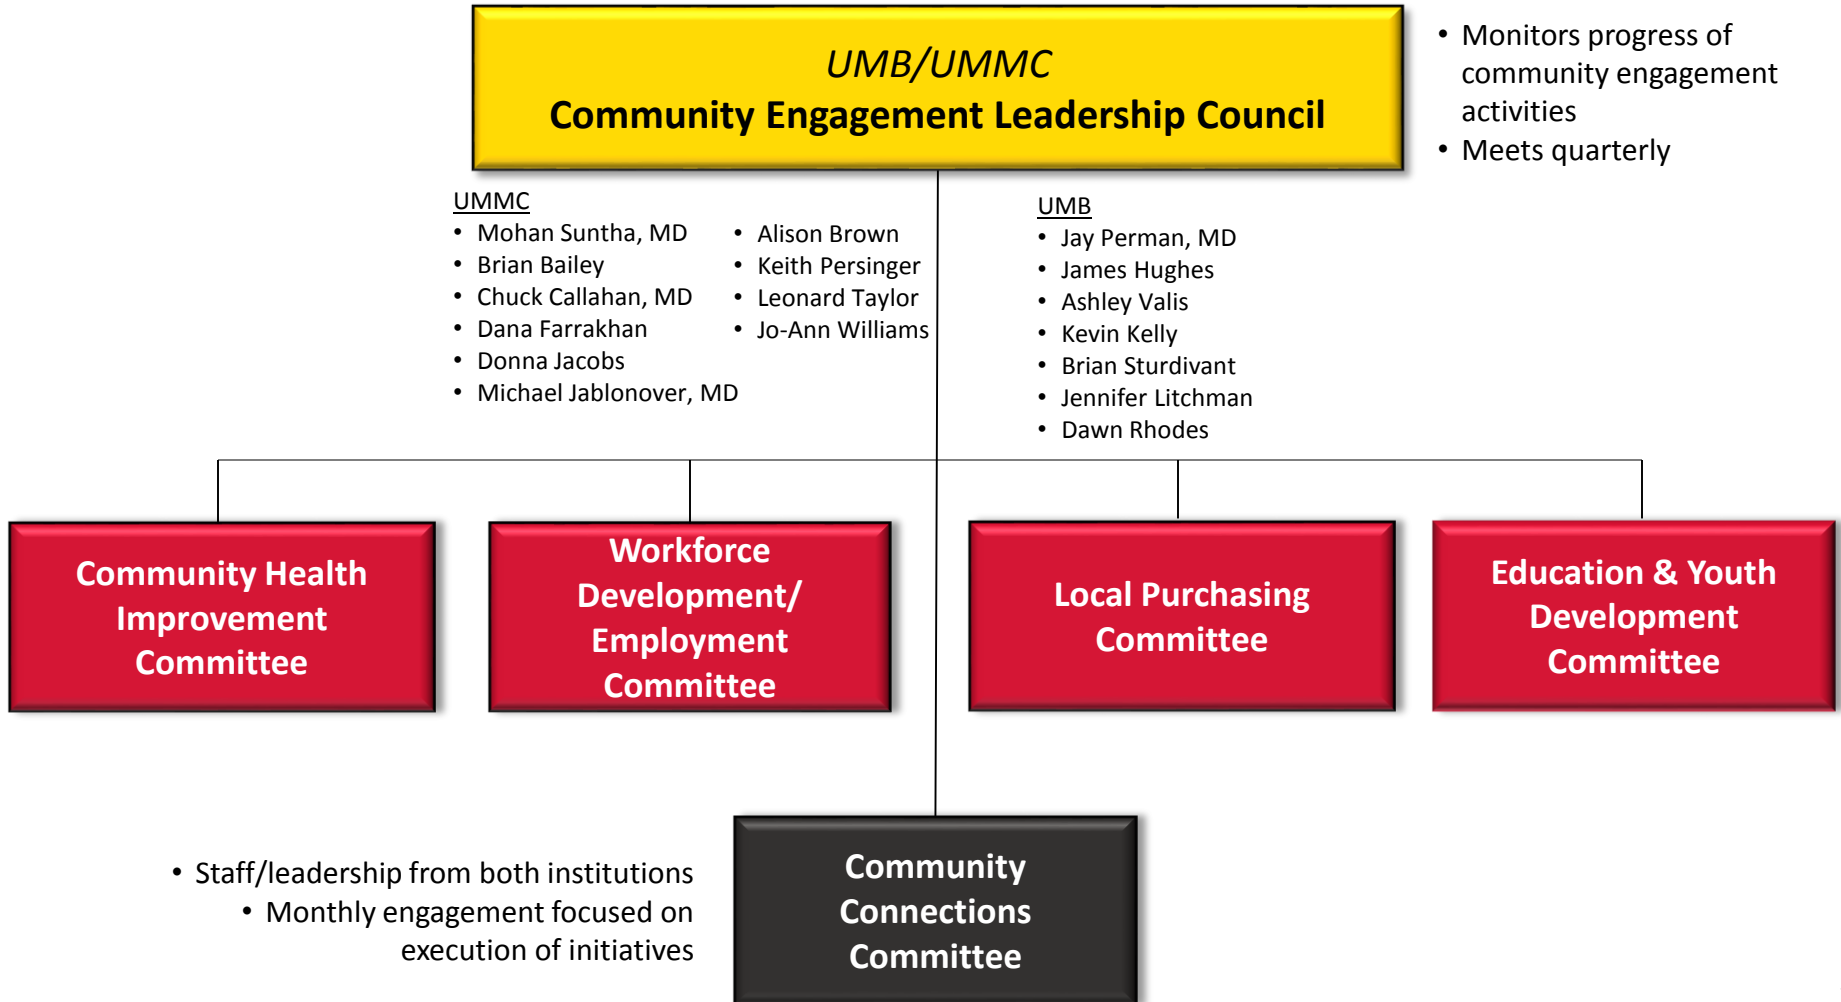 UMB/UMMC
Community Engagement Leadership Council
• Monitors progress of
community engagement
activities
• Meets quarterly
UMMC
• Mohan Suntha, MD
• Brian Bailey
• Chuck Callahan, MD
• Dana Farrakhan
• Donna Jacobs
• Michael Jablonover, MD
• Alison Brown
• Keith Persinger
• Leonard Taylor
• Jo-Ann Williams
UMB
• Jay Perman, MD
• James Hughes
• Ashley Valis
• Kevin Kelly
• Brian Sturdivant
• Jennifer Litchman
• Dawn Rhodes
Community Health
Improvement
Committee
Workforce
Development/
Employment
Committee
Local Purchasing
Committee
Education & Youth
Development
Committee
• Staff/leadership from both institutions
• Monthly engagement focused on
execution of initiatives
Community
Connections
Committee